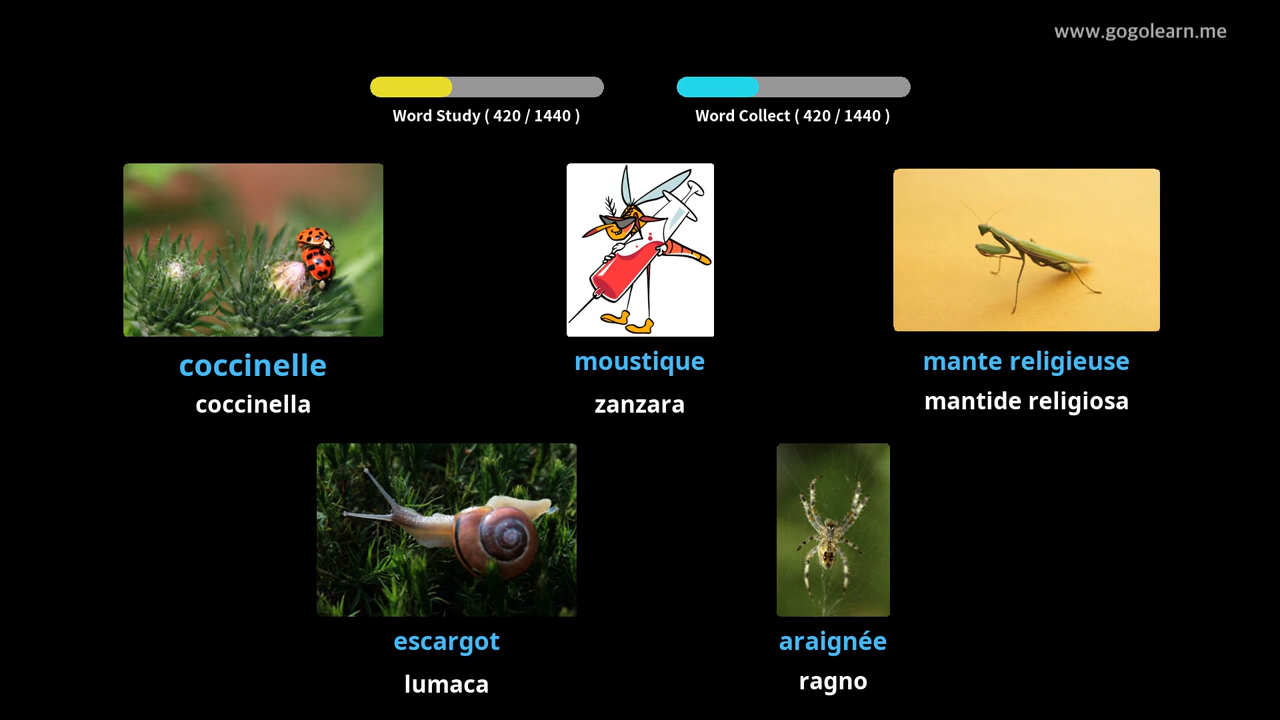 www.gogolearn.me
Word Study ( 420 / 1440 )
Word Collect ( 420 / 1440 )
coccinelle
coccinella
moustique
zanzara
mante religieuse
mantide religiosa
escargot
lumaca
araignée
ragno